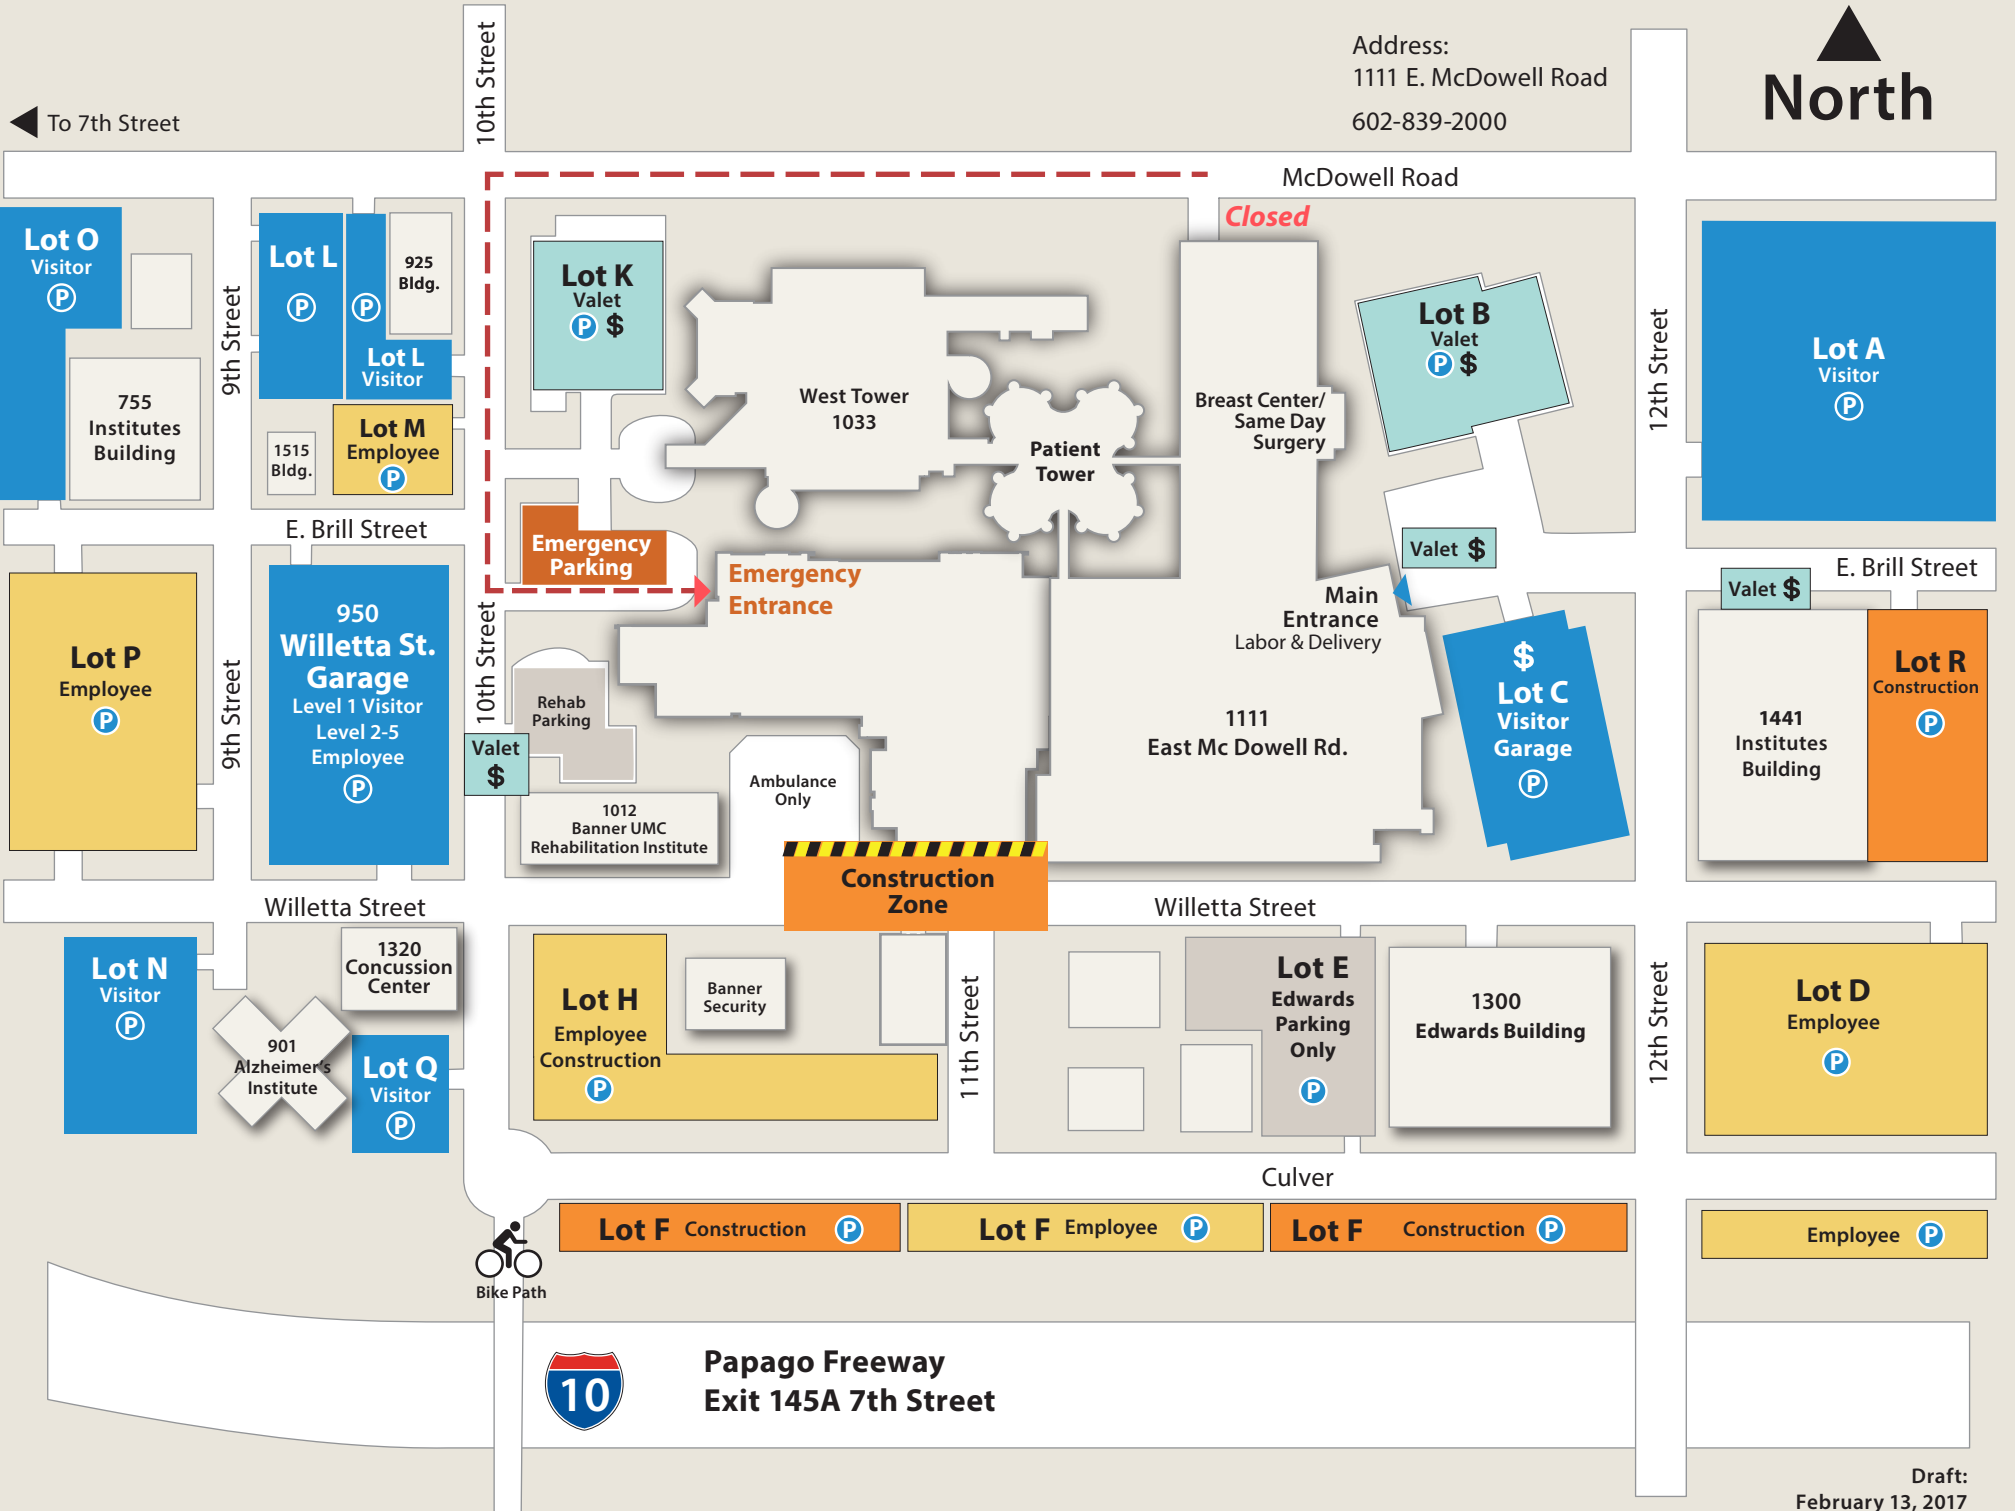 Address:
1111 E. McDowell Road
602-839-2000
North
To 7th Street
10th Street
McDowell Road
Closed
Lot O
Visitor
P
Lot L
P
P
925
Bldg.
Lot L
Visitor
9th Street
755
Institutes
Building
1515
Bldg.
Lot M
Employee
P
Lot K
Valet
P $
West Tower
1033
Patient
Tower
Breast Center/
Same Day
Surgery
Lot B
Valet
P $
12th Street
Lot A
Visitor
P
E. Brill Street
Emergency
Parking
Emergency
Entrance
Valet $
Main
Entrance
Labor & Delivery
E. Brill Street
Valet $
Lot P
Employee
P
9th Street
950
Willetta St.
Garage
Level 1 Visitor
Level 2-5
Employee
P
10th Street
Valet
$
Rehab
Parking
Ambulance
Only
1012
Banner UMC
Rehabilitation Institute
1111
East Mc Dowell Rd.
$
Lot C
Visitor
Garage
P
1441
Institutes
Building
Lot R
Construction
P
Construction
Zone
Willetta Street
Willetta Street
Lot N
Visitor
P
1320
Concussion
Center
901
Alzheimer's
Institute
Lot Q
Visitor
P
Lot H
Employee
Construction
P
Banner
Security
11th Street
Lot E
Edwards
Parking
Only
P
1300
Edwards Building
12th Street
Lot D
Employee
P
Culver
Lot F Construction P
Lot F Employee P
Lot F Construction P
Employee P
Bike Path
10
Papago Freeway
Exit 145A 7th Street
Draft:
February 13, 2017